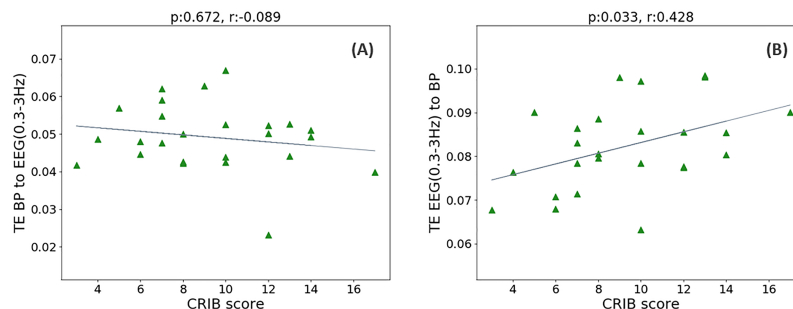 p:0.672, r:-0.089
(A)
TE BP to EEG(0.3-3Hz)
0.07
0.06
0.05
0.04
0.03
0.02
4 6 8 10 12 14 16
CRIB score
p:0.033, r:0.428
(B)
TE EEG(0.3-3Hz) to BP
0.10
0.09
0.08
0.07
0.06
4 6 8 10 12 14 16
CRIB score